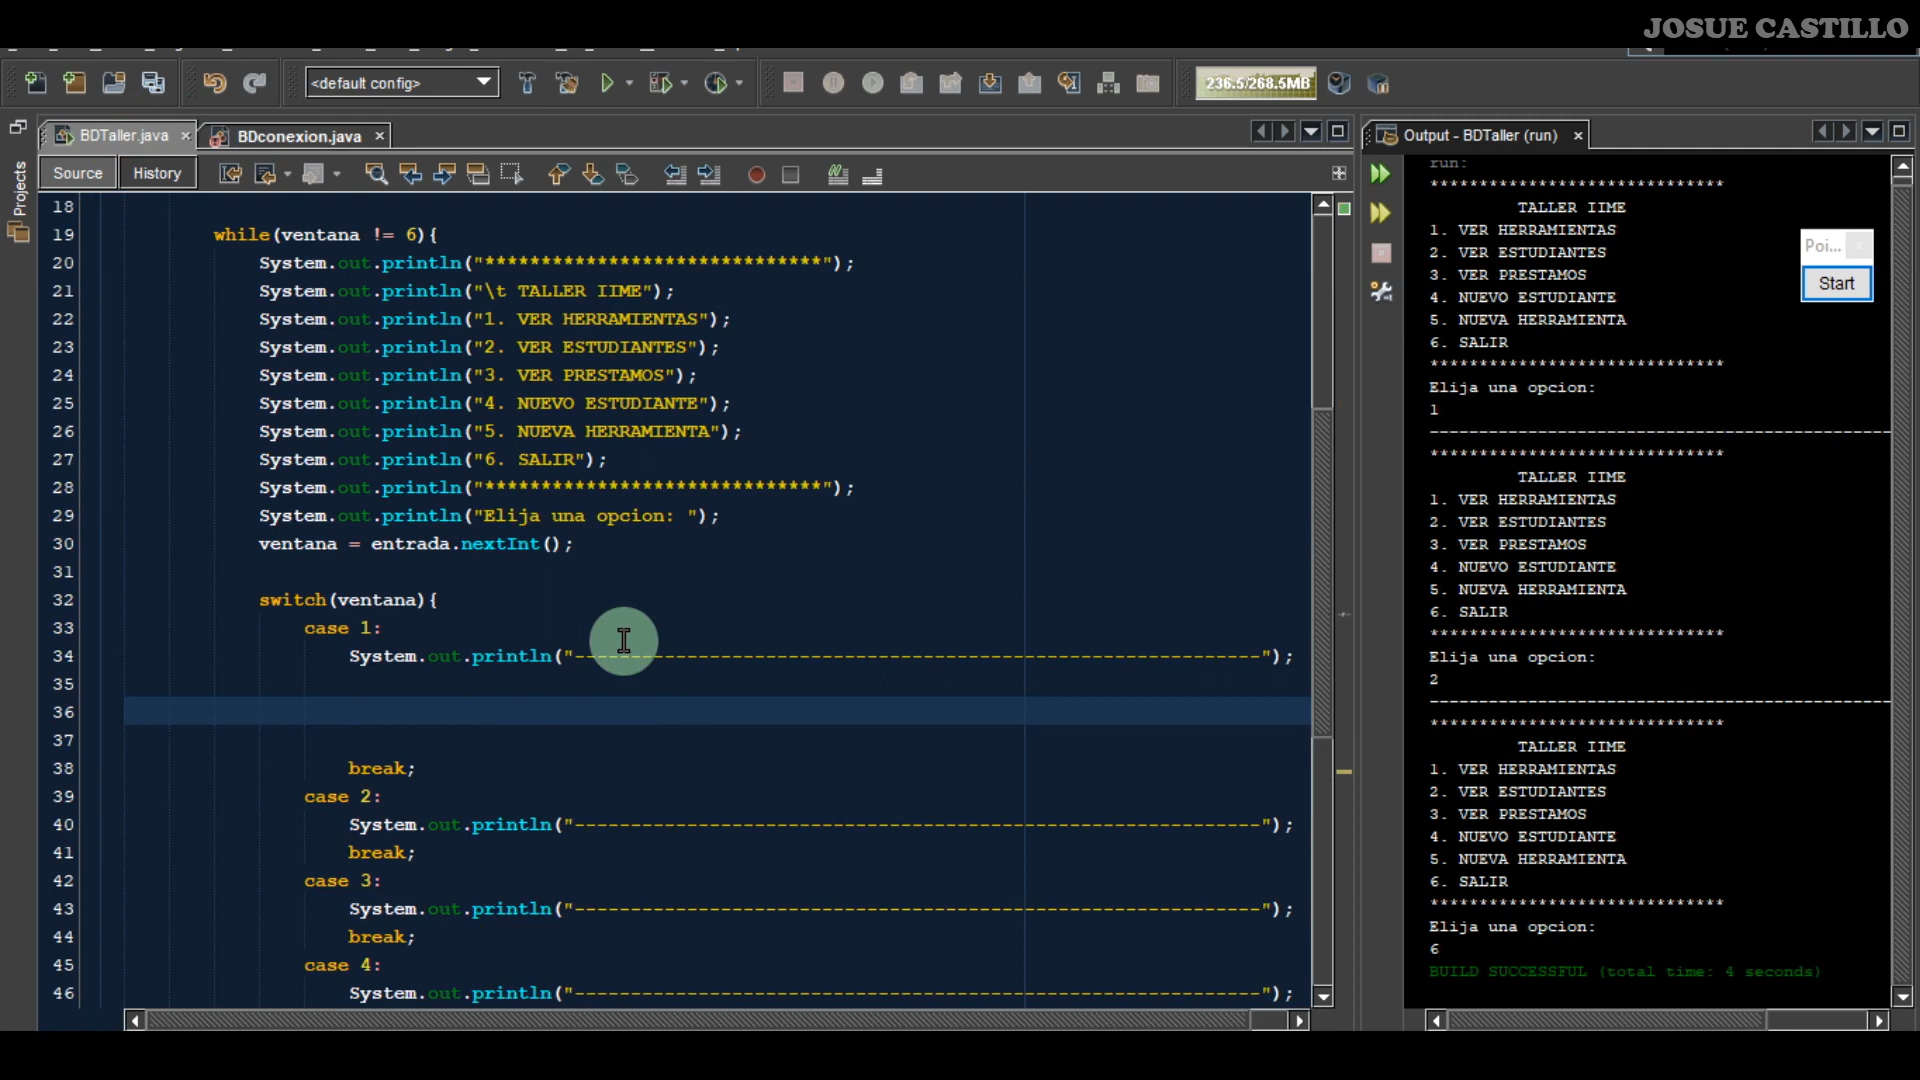 JOSUE CASTILLO
<default config>
236.5/268.5MB
BDTaller.java
BDconexion.java
Output - BDTaller (run)
Projects
Source
History
18
19 while(ventana != 6){
20 System.out.println("******************************");
21 System.out.println("\t TALLER IIME");
22 System.out.println("1. VER HERRAMIENTAS");
23 System.out.println("2. VER ESTUDIANTES");
24 System.out.println("3. VER PRESTAMOS");
25 System.out.println("4. NUEVO ESTUDIANTE");
26 System.out.println("5. NUEVA HERRAMIENTA");
27 System.out.println("6. SALIR");
28 System.out.println("******************************");
29 System.out.println("Elija una opcion: ");
30 ventana = entrada.nextInt();
31
32 switch(ventana){
33 case 1:
34 System.out.println("-------------------------------------------------------------");
35
36
37
38 break;
39 case 2:
40 System.out.println("-------------------------------------------------------------");
41 break;
42 case 3:
43 System.out.println("-------------------------------------------------------------");
44 break;
45 case 4:
46 System.out.println("-------------------------------------------------------------");
run:
******************************
TALLER IIME
1. VER HERRAMIENTAS
2. VER ESTUDIANTES
3. VER PRESTAMOS
4. NUEVO ESTUDIANTE
5. NUEVA HERRAMIENTA
6. SALIR
******************************
Elija una opcion:
1
-----------------------------------------------
******************************
TALLER IIME
1. VER HERRAMIENTAS
2. VER ESTUDIANTES
3. VER PRESTAMOS
4. NUEVO ESTUDIANTE
5. NUEVA HERRAMIENTA
6. SALIR
******************************
Elija una opcion:
2
-----------------------------------------------
******************************
TALLER IIME
1. VER HERRAMIENTAS
2. VER ESTUDIANTES
3. VER PRESTAMOS
4. NUEVO ESTUDIANTE
5. NUEVA HERRAMIENTA
6. SALIR
******************************
Elija una opcion:
6
BUILD SUCCESSFUL (total time: 4 seconds)
Poi...
Start